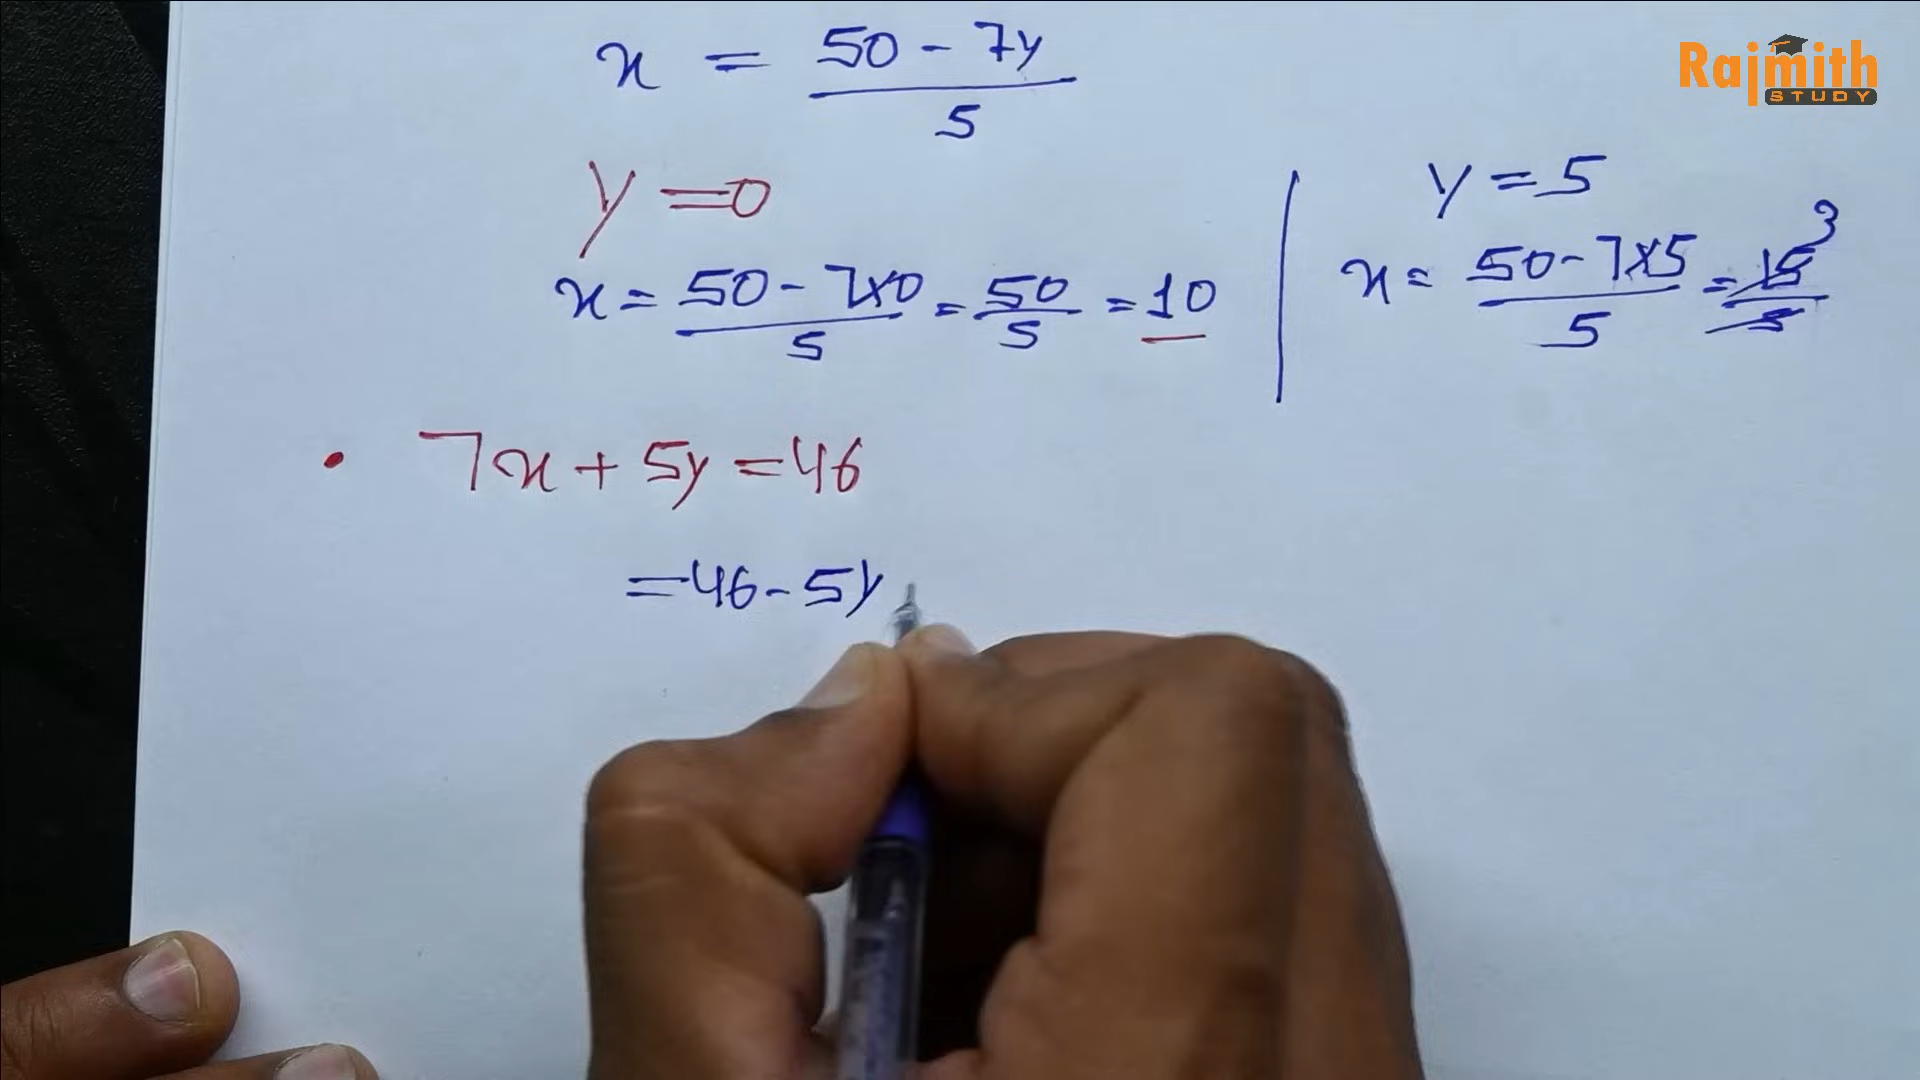 Rajmith
STUDY
x = 50 - 7y / 5
y = 0
x = 50 - 7x0 / 5 = 50 / 5 = 10
y = 5
x = 50 - 7x5 / 5 = 15 / 5 3
• 7x + 5y = 46
= 46 - 5y